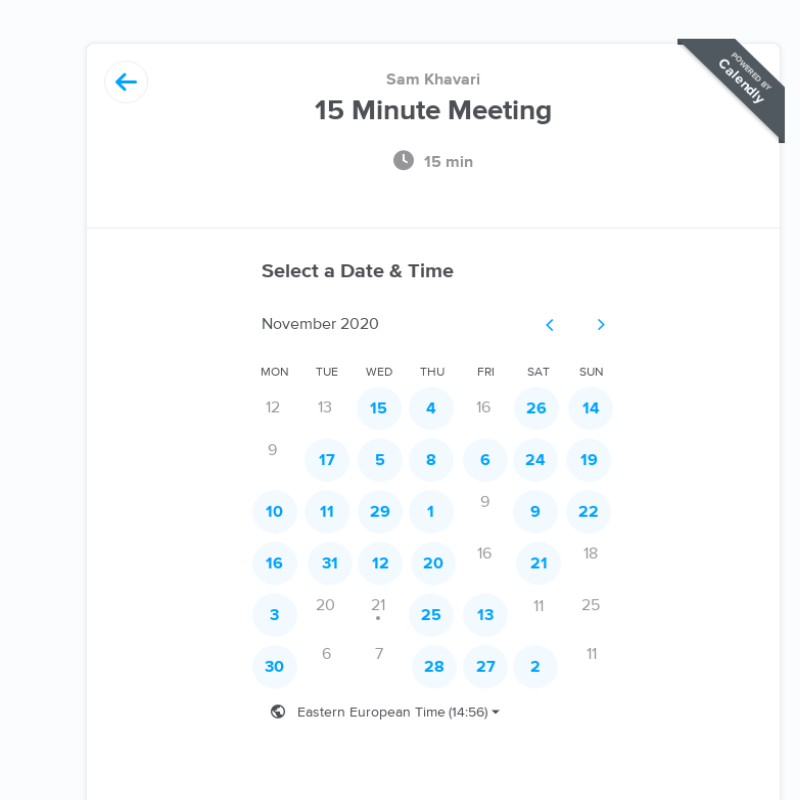 POWERED BY
Calendly
Sam Khavari
15 Minute Meeting
15 min
Select a Date & Time
November 2020
MON TUE WED THU FRI SAT SUN
12 13 15 4 16 26 14
9 17 5 8 6 24 19
10 11 29 1 9 9 22
16 31 12 20 16 21 18
3 20 21 25 13 11 25
30 6 7 28 27 2 11
Eastern European Time (14:56)